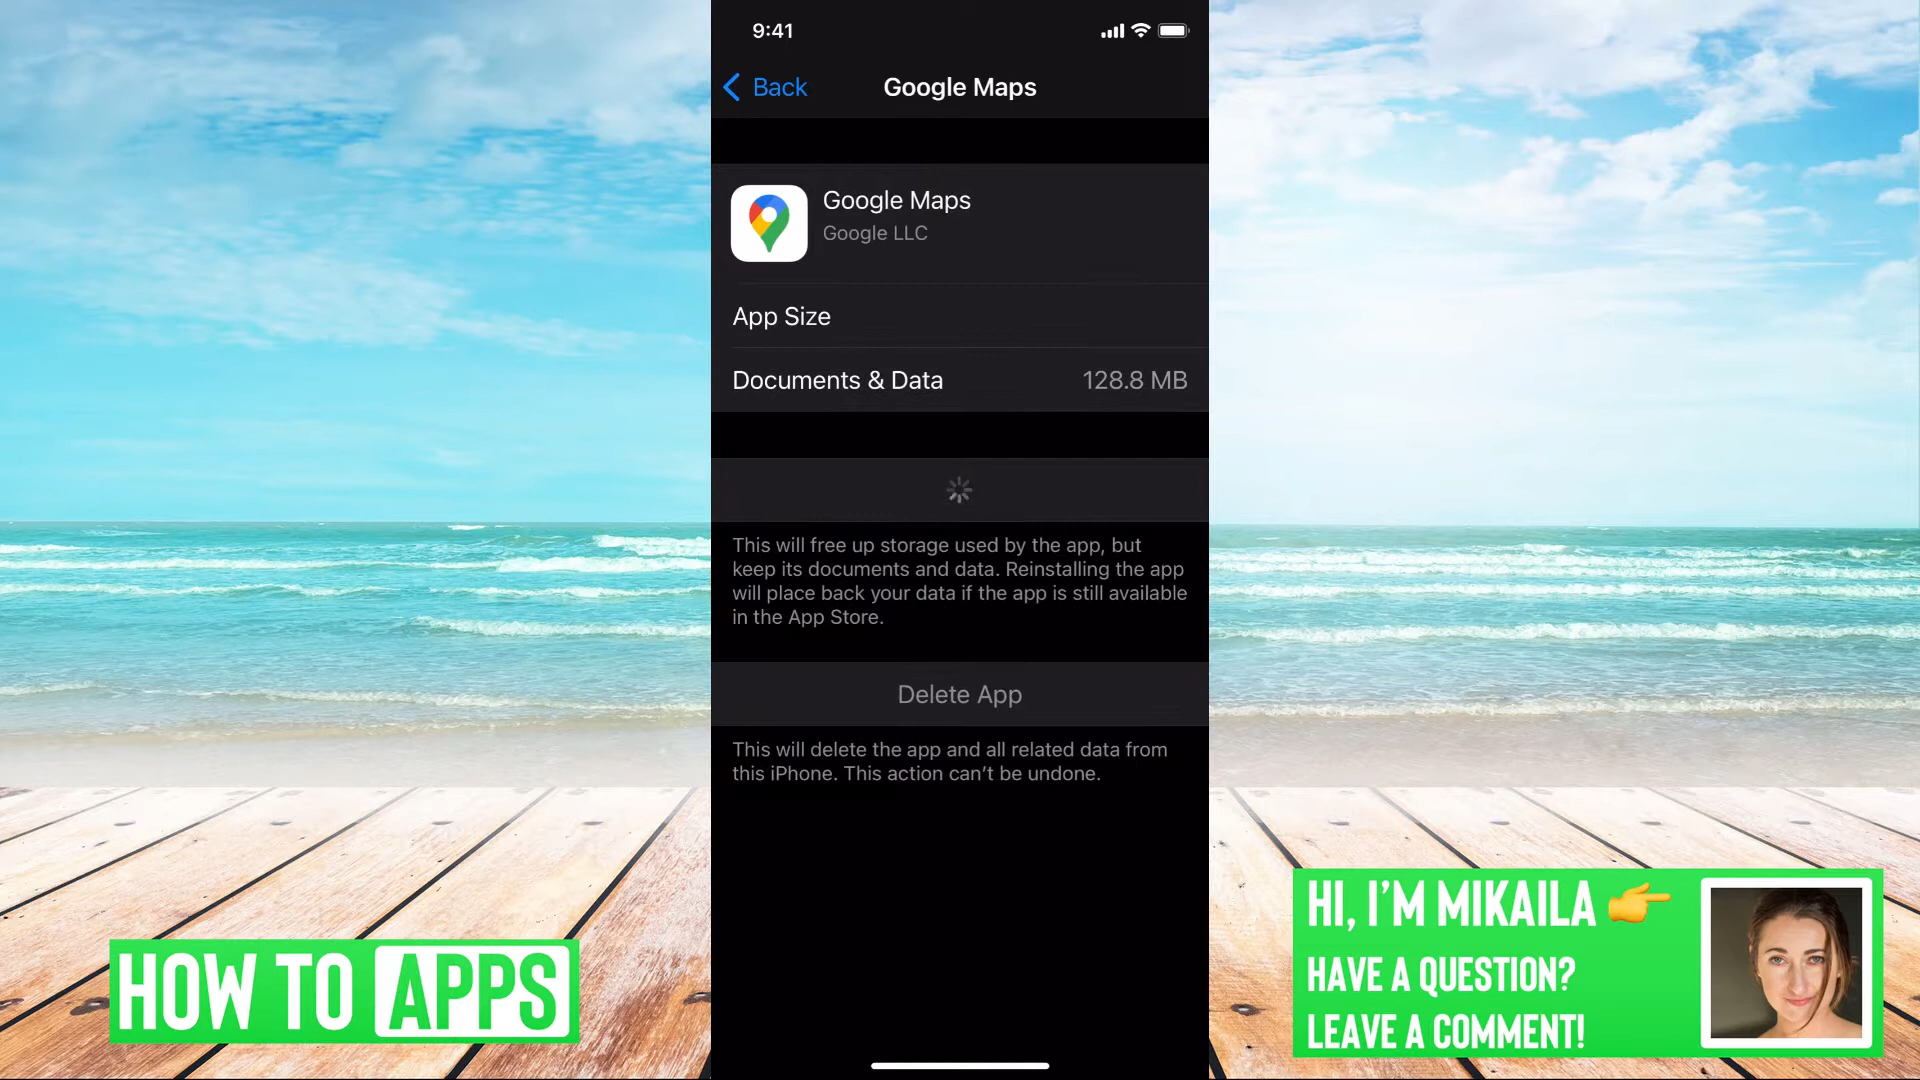 9:41
Back
Google Maps
Google Maps
Google LLC
App Size
Documents & Data 128.8 MB
This will free up storage used by the app, but
keep its documents and data. Reinstalling the app
will place back your data if the app is still available
in the App Store.
Delete App
This will delete the app and all related data from
this iPhone. This action can’t be undone.
HOW TO APPS
HI, I’M MIKAILA
HAVE A QUESTION?
LEAVE A COMMENT!